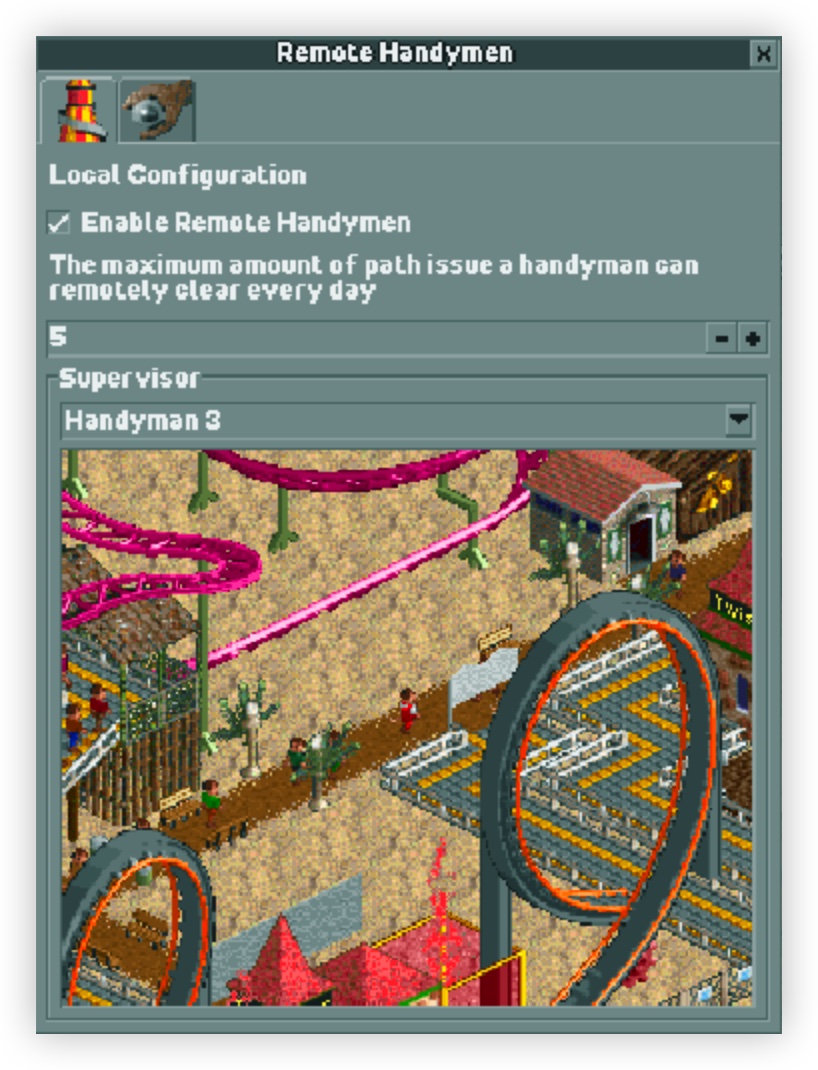 Remote Handymen
Local Configuration
Enable Remote Handymen
The maximum amount of path issue a handyman can
remotely clear every day
5
Supervisor
Handyman 3